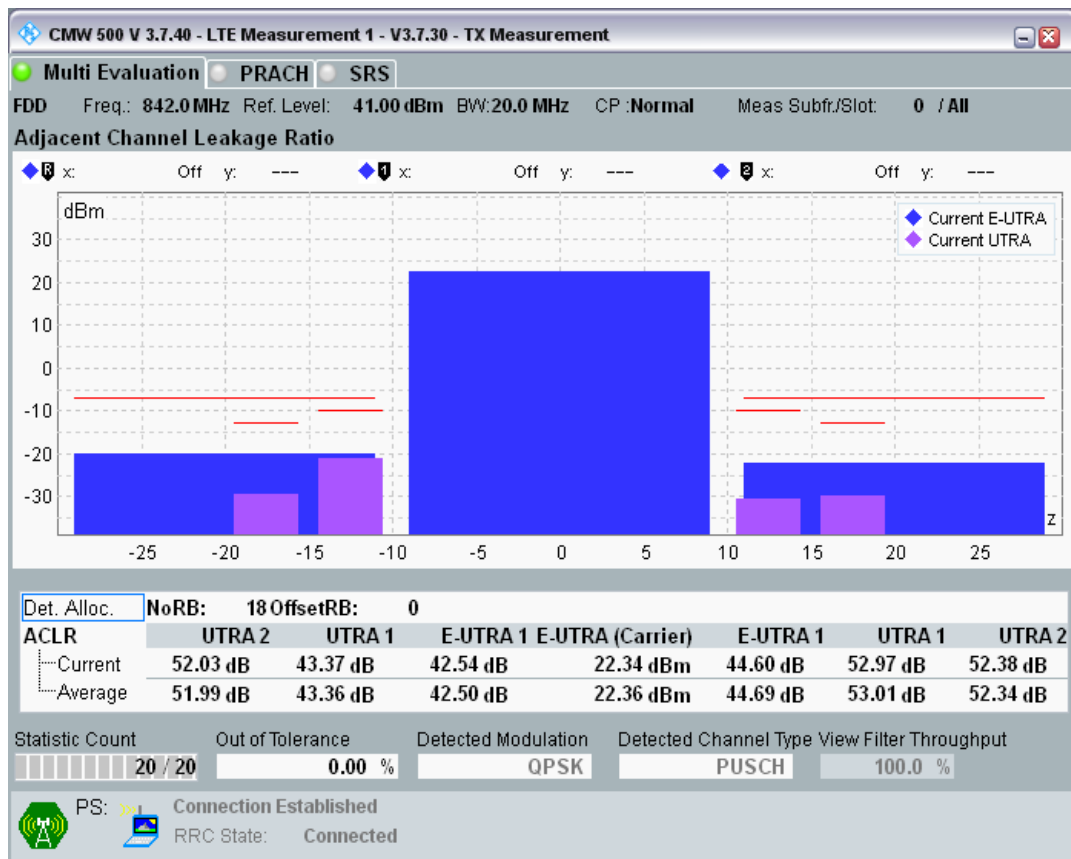 CMW 500 V 3.7.40 - LTE Measurement 1 - V3.7.30 - TX Measurement
Multi Evaluation PRACH SRS
FDD Freq.: 842.0 MHz Ref. Level: 41.00 dBm BW:20.0 MHz CP :Normal Meas Subfr./Slot: 0 / All
Adjacent Channel Leakage Ratio
R x: Off y: --- 1 x: Off y: --- 2 x: Off y: ---
dBm
Current E-UTRA
Current UTRA
30
20
10
0
-10
-20
-30
z
-25 -20 -15 -10 -5 0 5 10 15 20 25
Det. Alloc. NoRB: 18 OffsetRB: 0
ACLR UTRA 2 UTRA 1 E-UTRA 1 E-UTRA (Carrier) E-UTRA 1 UTRA 1 UTRA 2
Current 52.03 dB 43.37 dB 42.54 dB 22.34 dBm 44.60 dB 52.97 dB 52.38 dB
Average 51.99 dB 43.36 dB 42.50 dB 22.36 dBm 44.69 dB 53.01 dB 52.34 dB
Statistic Count Out of Tolerance Detected Modulation Detected Channel Type View Filter Throughput
20 / 20 0.00 % QPSK PUSCH 100.0 %
PS: Connection Established
RRC State: Connected